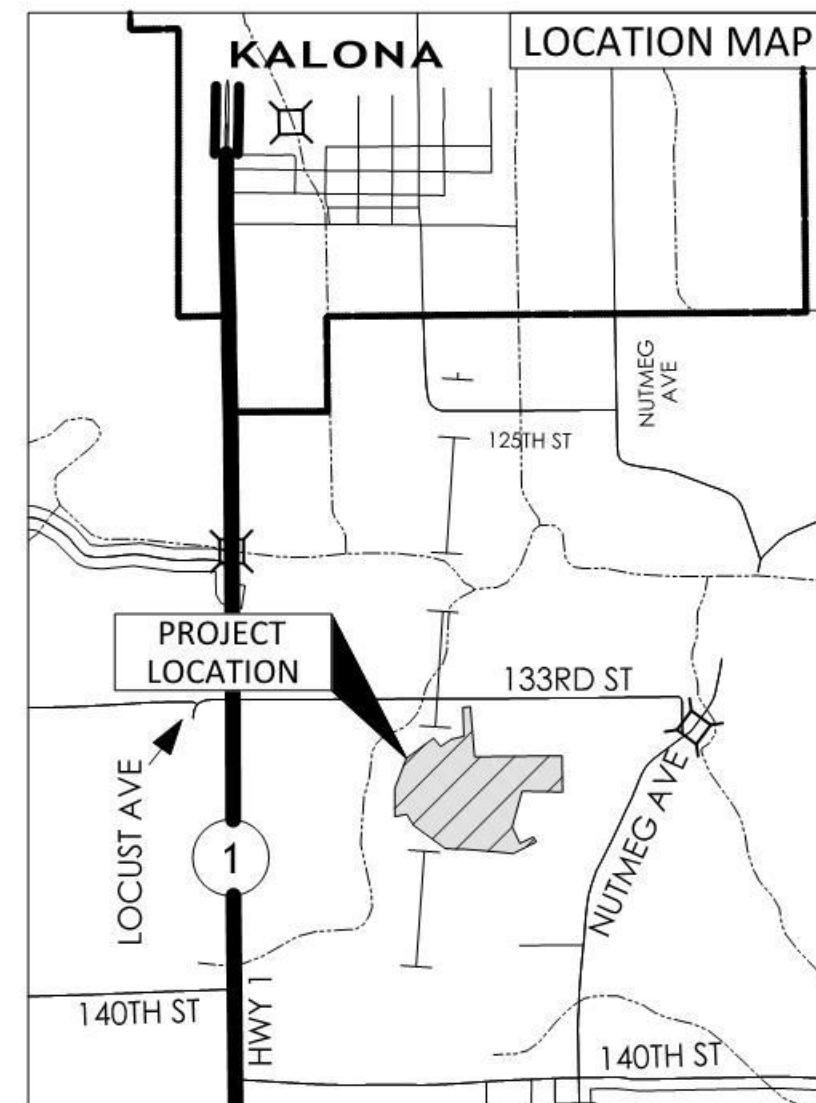 KALONA
LOCATION MAP
NUTMEG
AVE
125TH ST
PROJECT
LOCATION
133RD ST
LOCUST AVE
1
NUTMEG AVE
HWY 1
140TH ST
140TH ST